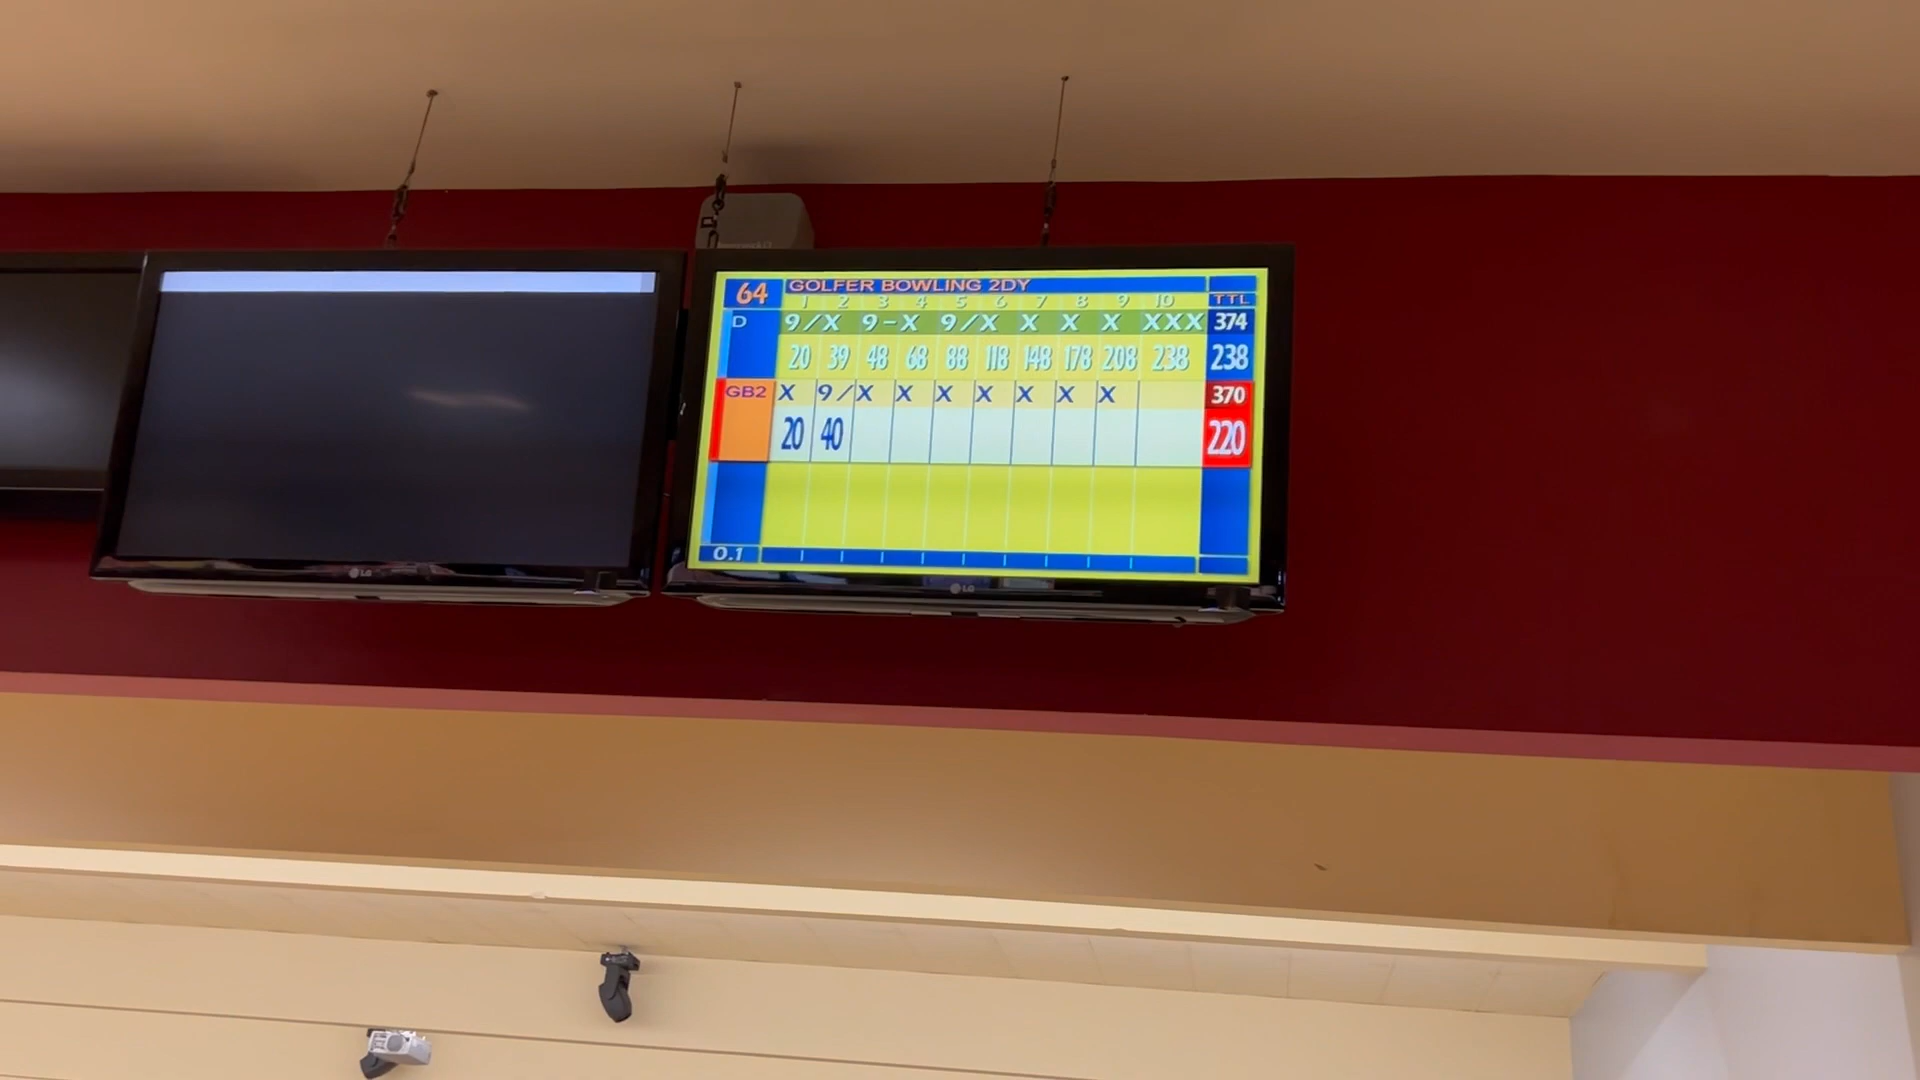 64 GOLFER BOWLING 2DY
1 2 3 4 5 6 7 8 9 10 TTL
D 9/ X 9- X 9/ X X X X XXX 374
20 39 48 68 88 118 148 178 208 238 238
GB2 X 9/ X X X X X X X 370
20 40 220
0.1
LG
LG